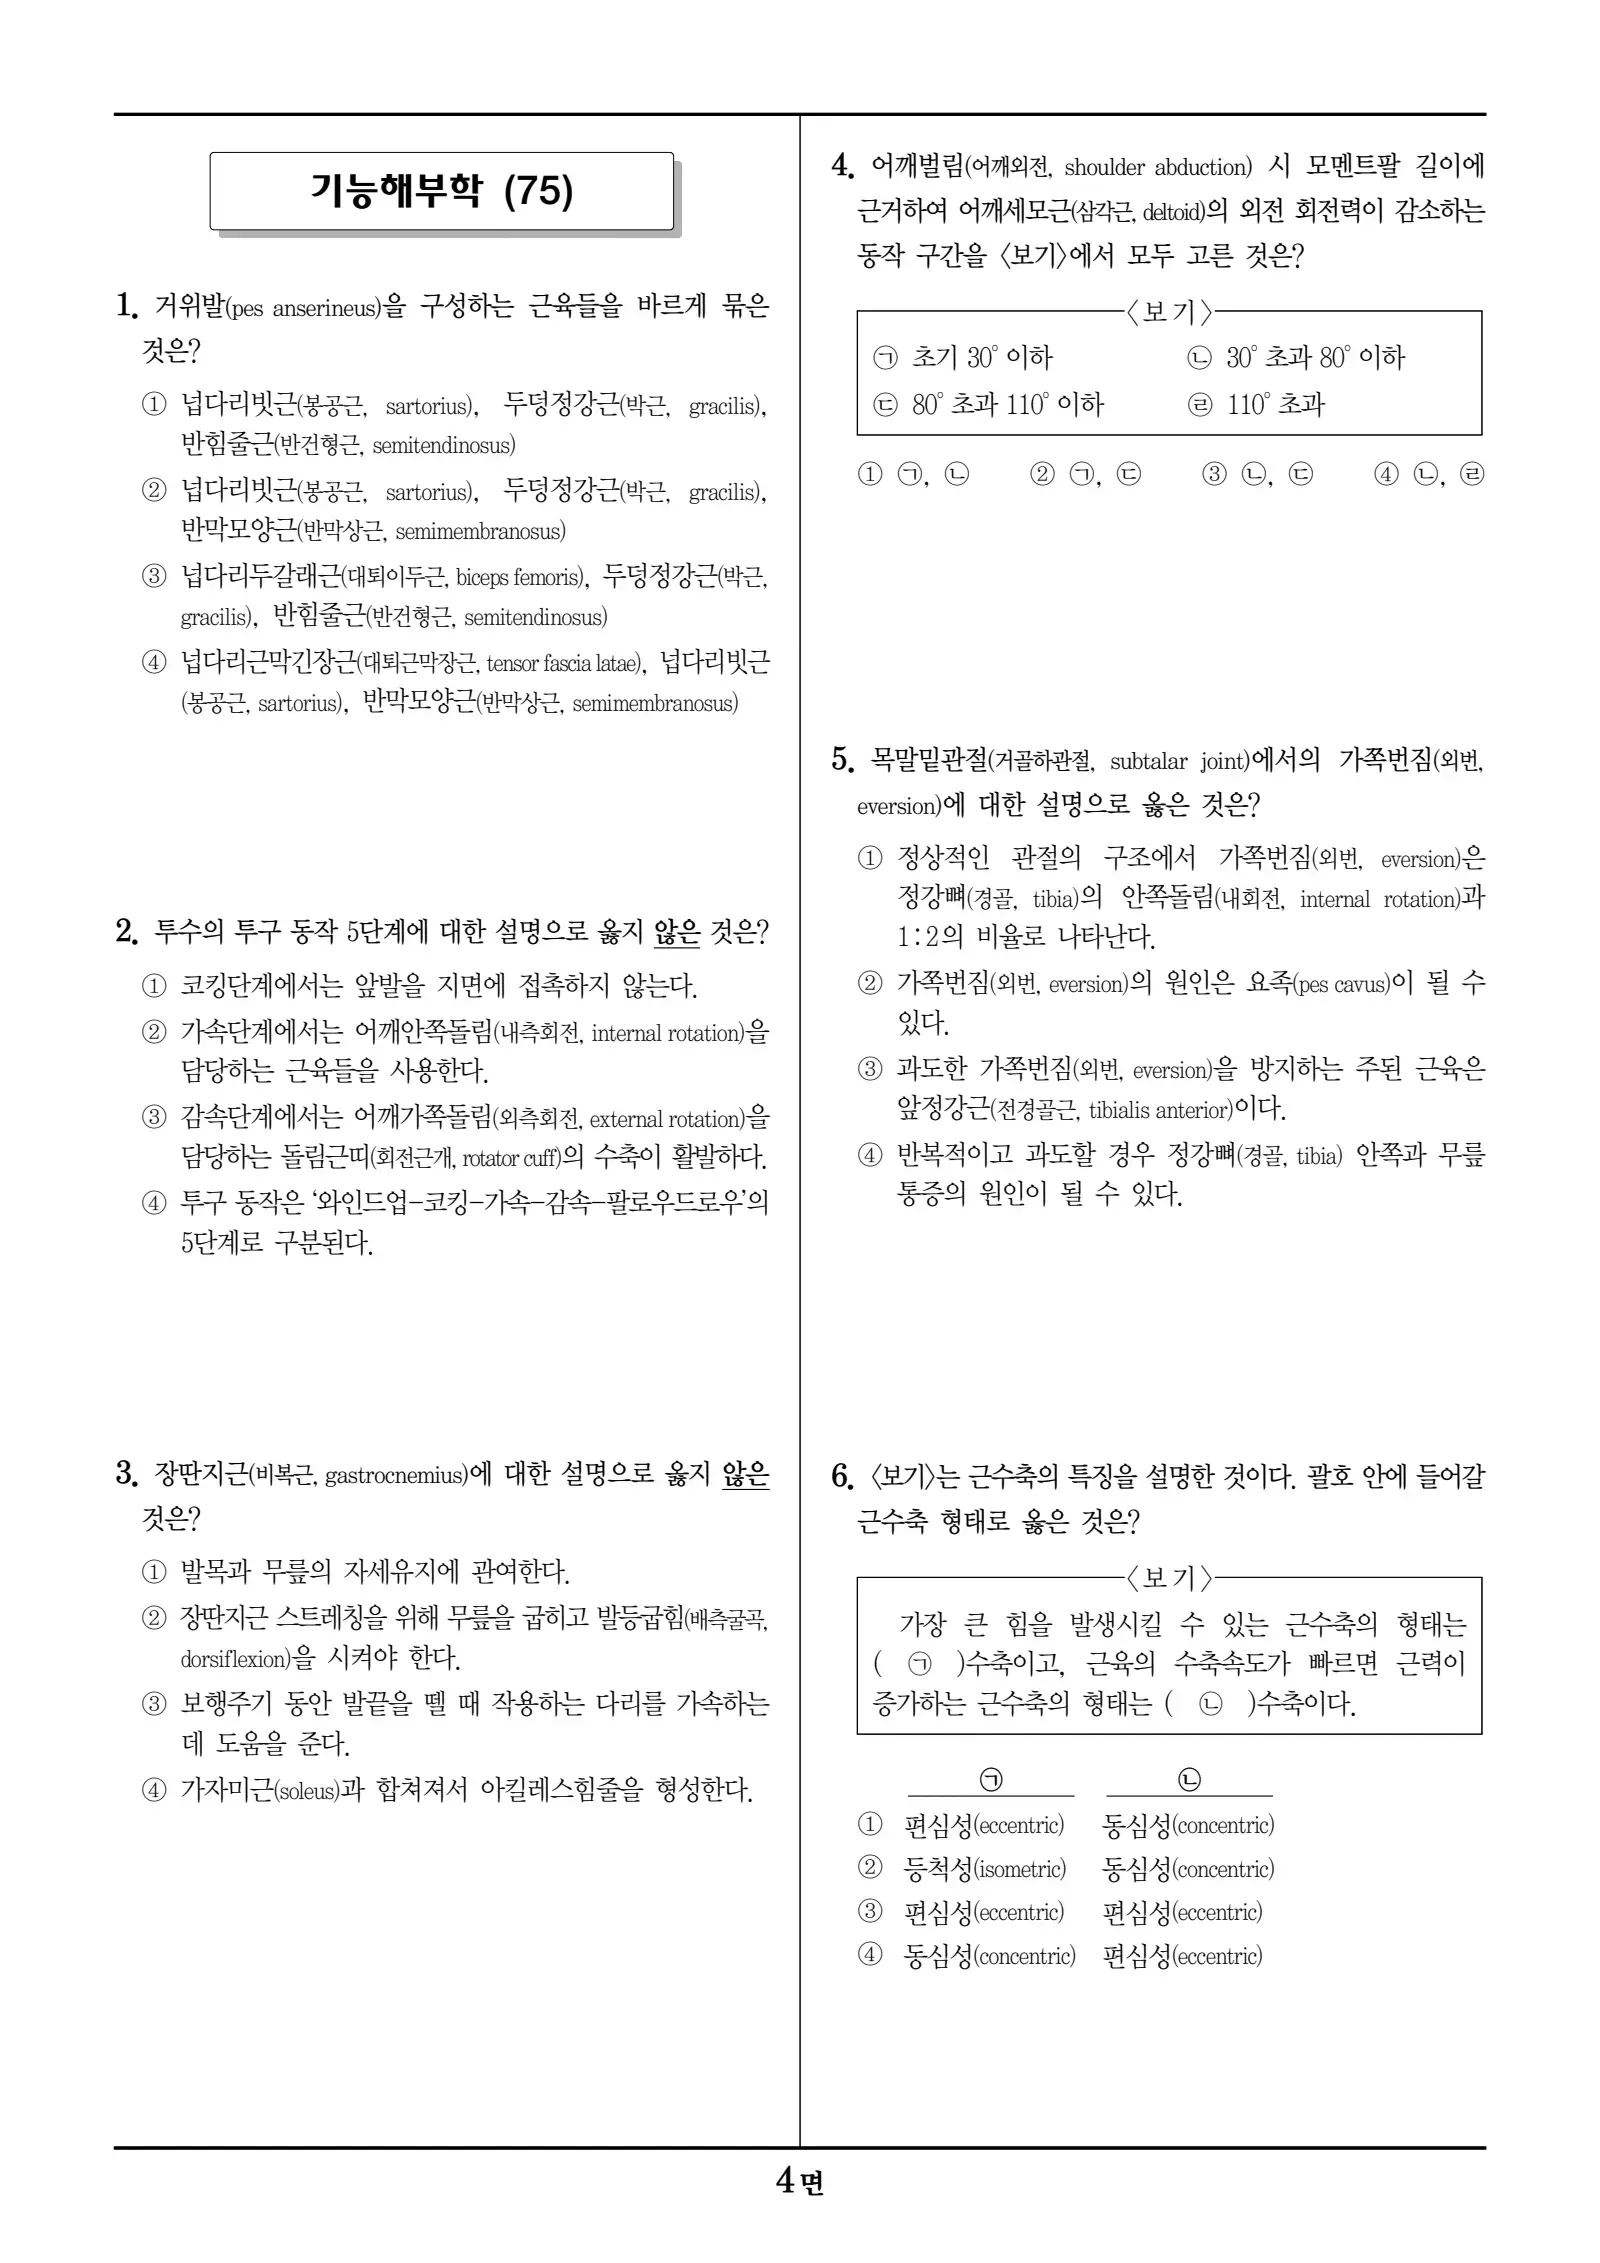 기능해부학 (75)
1. 거위발(pes anserineus)을 구성하는 근육들을 바르게 묶은
것은?
① 넙다리빗근(봉공근, sartorius), 두덩정강근(박근, gracilis),
반힘줄근(반건형근, semitendinosus)
② 넙다리빗근(봉공근, sartorius), 두덩정강근(박근, gracilis),
반막모양근(반막상근, semimembranosus)
③ 넙다리두갈래근(대퇴이두근, biceps femoris), 두덩정강근(박근,
gracilis), 반힘줄근(반건형근, semitendinosus)
④ 넙다리근막긴장근(대퇴근막장근, tensor fascia latae), 넙다리빗근
(봉공근, sartorius), 반막모양근(반막상근, semimembranosus)
2. 투수의 투구 동작 5단계에 대한 설명으로 옳지 않은 것은?
① 코킹단계에서는 앞발을 지면에 접촉하지 않는다.
② 가속단계에서는 어깨안쪽돌림(내측회전, internal rotation)을
담당하는 근육들을 사용한다.
③ 감속단계에서는 어깨가쪽돌림(외측회전, external rotation)을
담당하는 돌림근띠(회전근개, rotator cuff)의 수축이 활발하다.
④ 투구 동작은 ‘와인드업-코킹-가속-감속-팔로우드로우’의
5단계로 구분된다.
3. 장딴지근(비복근, gastrocnemius)에 대한 설명으로 옳지 않은
것은?
① 발목과 무릎의 자세유지에 관여한다.
② 장딴지근 스트레칭을 위해 무릎을 굽히고 발등굽힘(배측굴곡,
dorsiflexion)을 시켜야 한다.
③ 보행주기 동안 발끝을 뗄 때 작용하는 다리를 가속하는
데 도움을 준다.
④ 가자미근(soleus)과 합쳐져서 아킬레스힘줄을 형성한다.
4. 어깨벌림(어깨외전, shoulder abduction) 시 모멘트팔 길이에
근거하여 어깨세모근(삼각근, deltoid)의 외전 회전력이 감소하는
동작 구간을 〈보기〉에서 모두 고른 것은?
〈보기〉
㉠ 초기 30° 이하 ㉡ 30° 초과 80° 이하
㉢ 80° 초과 110° 이하 ㉣ 110° 초과
① ㉠, ㉡ ② ㉠, ㉢ ③ ㉡, ㉢ ④ ㉡, ㉣
5. 목말밑관절(거골하관절, subtalar joint)에서의 가쪽번짐(외번,
eversion)에 대한 설명으로 옳은 것은?
① 정상적인 관절의 구조에서 가쪽번짐(외번, eversion)은
정강뼈(경골, tibia)의 안쪽돌림(내회전, internal rotation)과
1:2의 비율로 나타난다.
② 가쪽번짐(외번, eversion)의 원인은 요족(pes cavus)이 될 수
있다.
③ 과도한 가쪽번짐(외번, eversion)을 방지하는 주된 근육은
앞정강근(전경골근, tibialis anterior)이다.
④ 반복적이고 과도할 경우 정강뼈(경골, tibia) 안쪽과 무릎
통증의 원인이 될 수 있다.
6. 〈보기〉는 근수축의 특징을 설명한 것이다. 괄호 안에 들어갈
근수축 형태로 옳은 것은?
〈보기〉
가장 큰 힘을 발생시킬 수 있는 근수축의 형태는
( ㉠ )수축이고, 근육의 수축속도가 빠르면 근력이
증가하는 근수축의 형태는 ( ㉡ )수축이다.
㉠ ㉡
① 편심성(eccentric) 동심성(concentric)
② 등척성(isometric) 동심성(concentric)
③ 편심성(eccentric) 편심성(eccentric)
④ 동심성(concentric) 편심성(eccentric)
4면